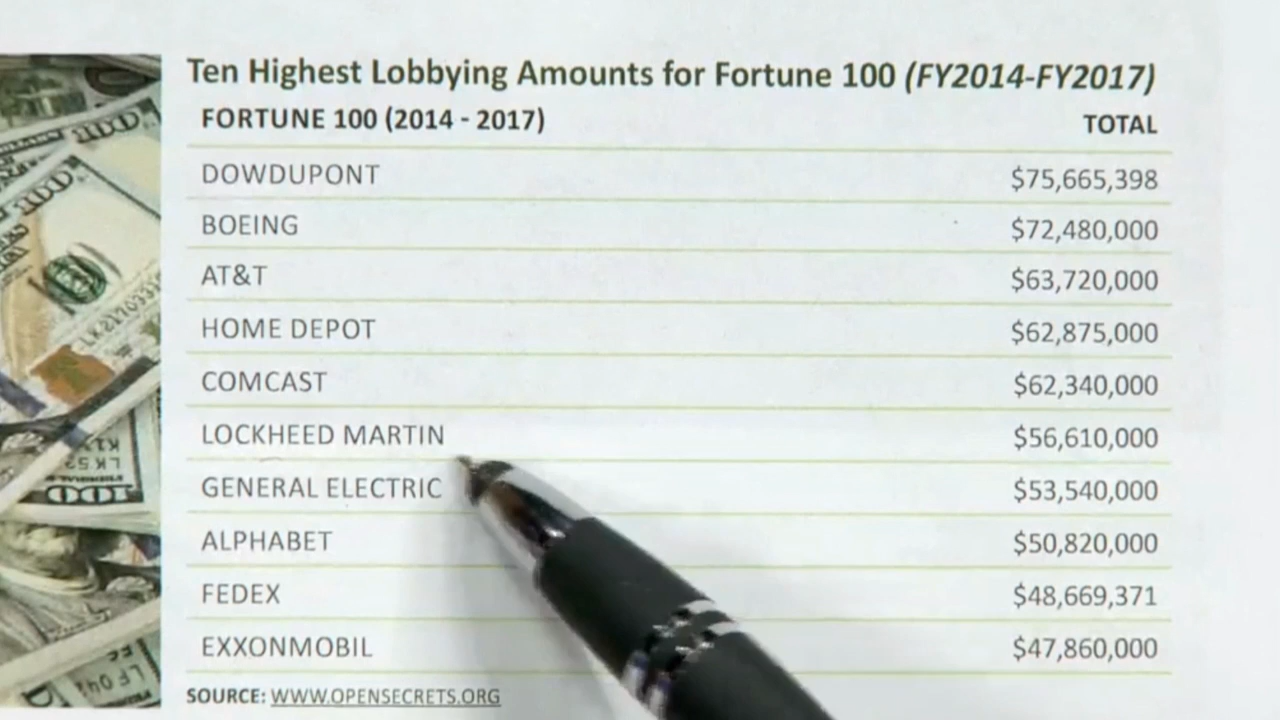 Ten Highest Lobbying Amounts for Fortune 100 (FY2014-FY2017)
FORTUNE 100 (2014 - 2017) TOTAL
DOWDUPONT $75,665,398
BOEING $72,480,000
AT&T $63,720,000
HOME DEPOT $62,875,000
COMCAST $62,340,000
LOCKHEED MARTIN $56,610,000
GENERAL ELECTRIC $53,540,000
ALPHABET $50,820,000
FEDEX $48,669,371
EXXONMOBIL $47,860,000
SOURCE: WWW.OPENSECRETS.ORG
100
100